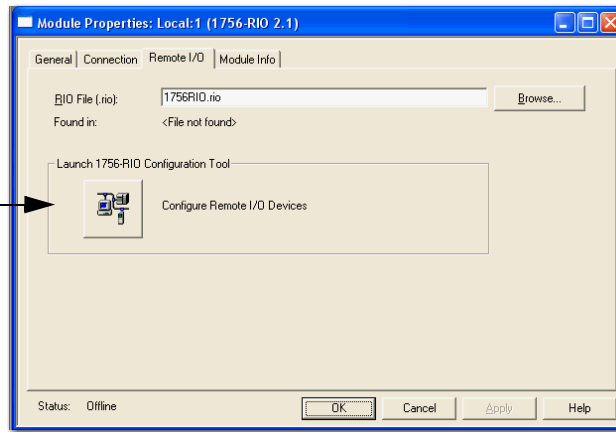 Module Properties: Local:1 (1756-RIO 2.1)
General
Connection
Remote I/O
Module Info
RIO File (.rio):
1756RIO.rio
Browse...
Found in:
<File not found>
Launch 1756-RIO Configuration Tool
Configure Remote I/O Devices
Status: Offline
OK
Cancel
Apply
Help